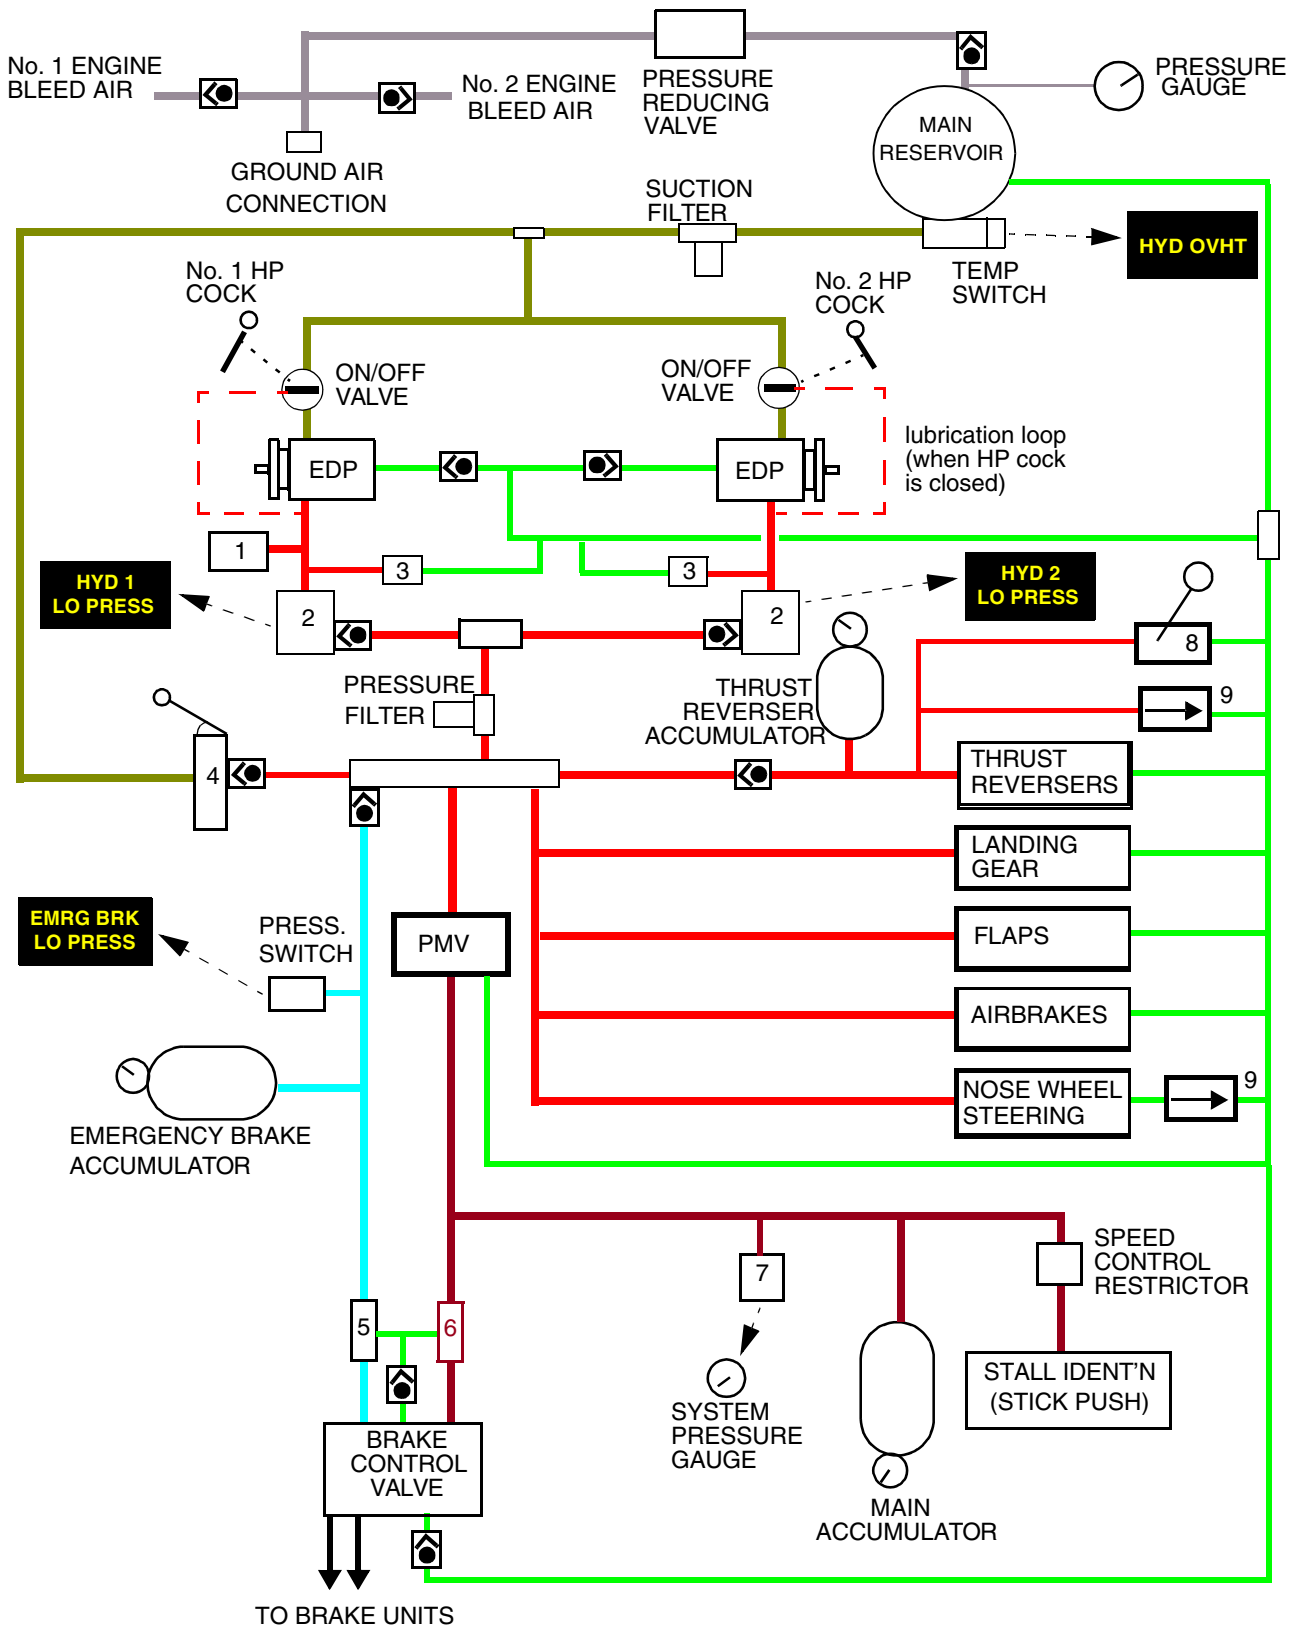 No. 1 ENGINE
BLEED AIR
No. 2 ENGINE
BLEED AIR
PRESSURE
REDUCING
VALVE
PRESSURE
GAUGE
MAIN
RESERVOIR
GROUND AIR
CONNECTION
SUCTION
FILTER
HYD OVHT
TEMP
SWITCH
No. 1 HP
COCK
No. 2 HP
COCK
ON/OFF
VALVE
ON/OFF
VALVE
EDP
EDP
lubrication loop
(when HP cock
is closed)
1
3
3
HYD 1
LO PRESS
2
2
HYD 2
LO PRESS
8
9
PRESSURE
FILTER
THRUST
REVERSER
ACCUMULATOR
4
THRUST
REVERSERS
LANDING
GEAR
FLAPS
AIRBRAKES
NOSE WHEEL
STEERING
9
EMRG BRK
LO PRESS
PRESS.
SWITCH
PMV
EMERGENCY BRAKE
ACCUMULATOR
5
6
7
SPEED
CONTROL
RESTRICTOR
STALL IDENT'N
(STICK PUSH)
SYSTEM
PRESSURE
GAUGE
MAIN
ACCUMULATOR
BRAKE
CONTROL
VALVE
TO BRAKE UNITS